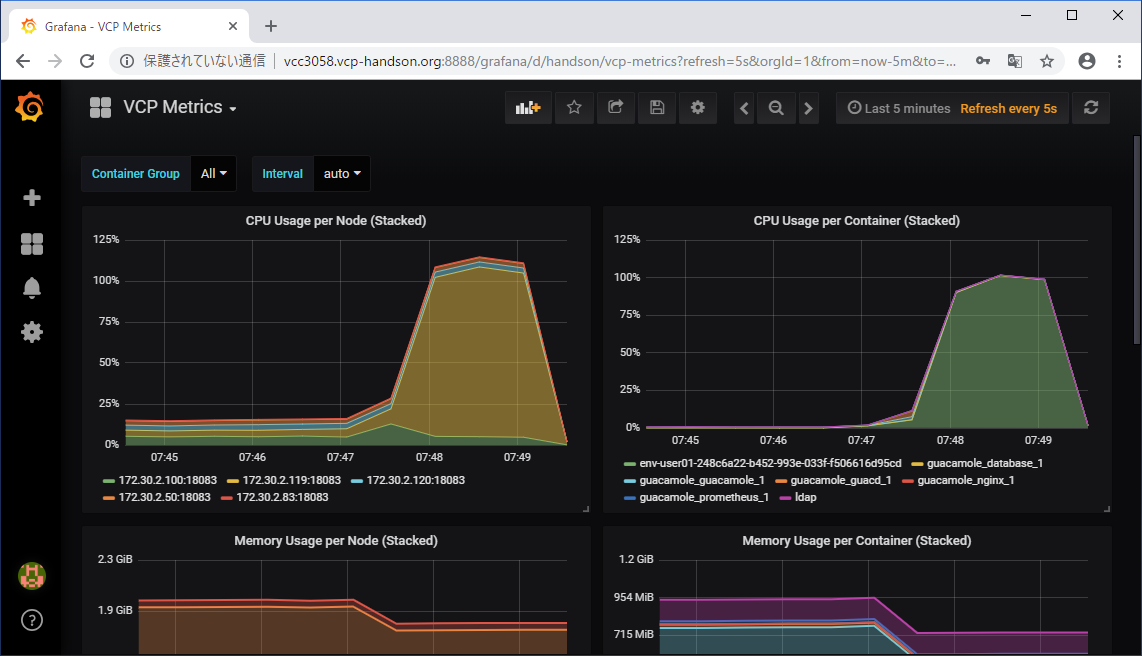 Grafana - VCP Metrics
保護されていない通信 | vcc3058.vcp-handson.org:8888/grafana/d/handson/vcp-metrics?refresh=5s&orgId=1&from=now-5m&to=...
VCP Metrics
Last 5 minutes Refresh every 5s
Container Group All Interval auto
CPU Usage per Node (Stacked)
125%
100%
75%
50%
25%
0%
07:45 07:46 07:47 07:48 07:49
172.30.2.100:18083 172.30.2.119:18083 172.30.2.120:18083
172.30.2.50:18083 172.30.2.83:18083
CPU Usage per Container (Stacked)
125%
100%
75%
50%
25%
0%
07:45 07:46 07:47 07:48 07:49
env-user01-248c6a22-b452-993e-033f-f506616d95cd guacamole_database_1
guacamole_guacamole_1 guacamole_guacd_1 guacamole_nginx_1
guacamole_prometheus_1 ldap
Memory Usage per Node (Stacked)
2.3 GiB
1.9 GiB
Memory Usage per Container (Stacked)
1.2 GiB
954 MiB
715 MiB
?